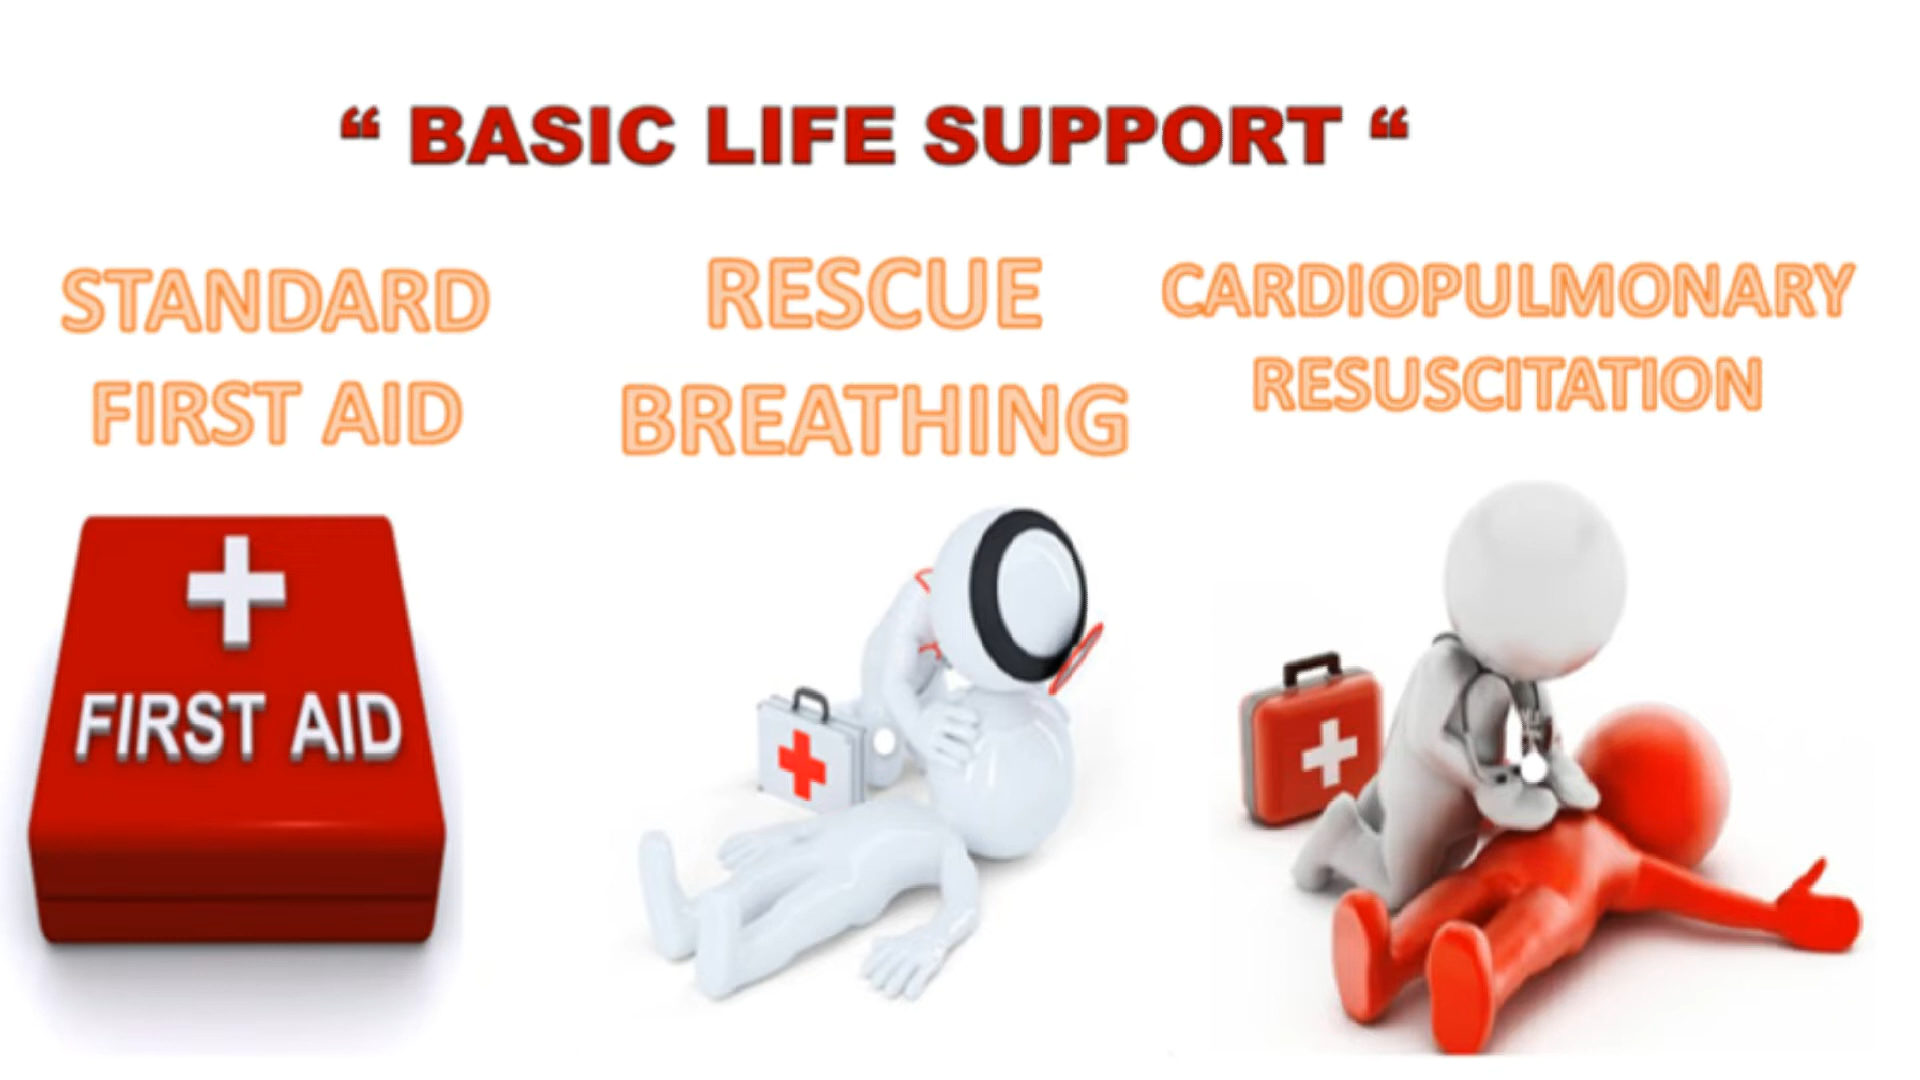 “ BASIC LIFE SUPPORT “
STANDARD
FIRST AID
RESCUE
BREATHING
CARDIOPULMONARY
RESUSCITATION
FIRST AID